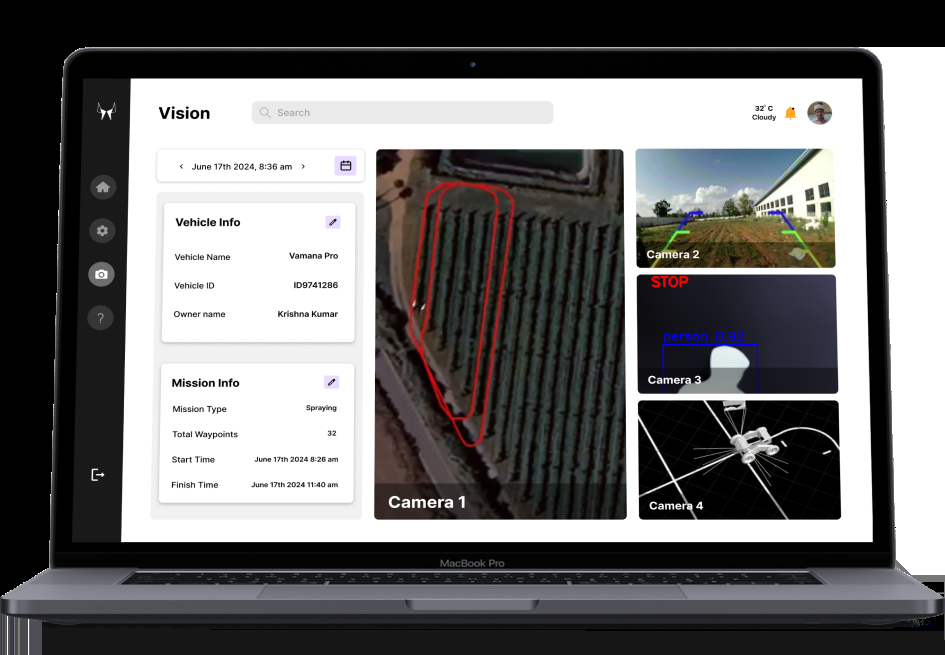 Vision
Search
32° C
Cloudy
June 17th 2024, 8:36 am
Vehicle Info
Vehicle Name Vamana Pro
Vehicle ID ID9741286
Owner name Krishna Kumar
Mission Info
Mission Type Spraying
Total Waypoints 32
Start Time June 17th 2024 8:26 am
Finish Time June 17th 2024 11:40 am
Camera 1
Camera 2
STOP
person 0.92
Camera 3
Camera 4
?
MacBook Pro